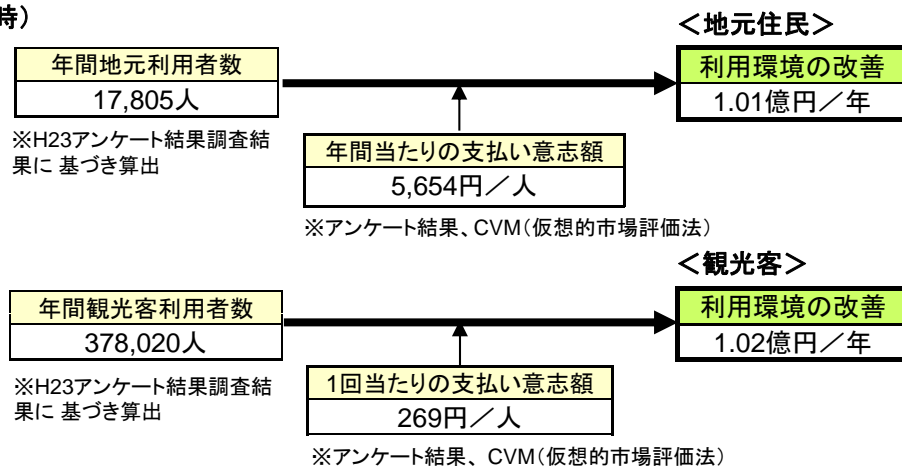 時）
＜地元住民＞
年間地元利用者数
17,805人
利用環境の改善
1.01億円／年
※H23アンケート結果調査結
果に 基づき算出
年間当たりの支払い意志額
5,654円／人
※アンケート結果、CVM（仮想的市場評価法）
＜観光客＞
年間観光客利用者数
378,020人
利用環境の改善
1.02億円／年
※H23アンケート結果調査結
果に 基づき算出
1回当たりの支払い意志額
269円／人
※アンケート結果、 CVM（仮想的市場評価法）